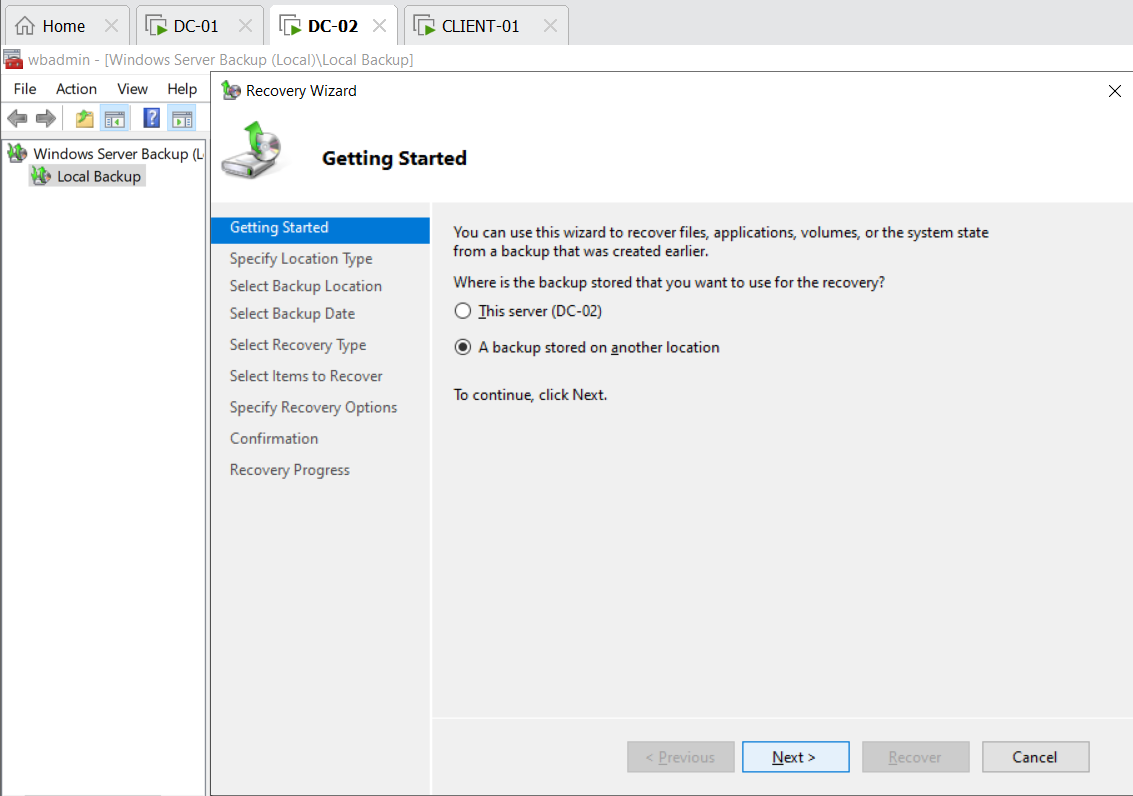 Home
DC-01
DC-02
CLIENT-01
wbadmin - [Windows Server Backup (Local)\Local Backup]
File Action View Help
Recovery Wizard
Windows Server Backup (L
Local Backup
Getting Started
Getting Started
Specify Location Type
Select Backup Location
Select Backup Date
Select Recovery Type
Select Items to Recover
Specify Recovery Options
Confirmation
Recovery Progress
You can use this wizard to recover files, applications, volumes, or the system state
from a backup that was created earlier.
Where is the backup stored that you want to use for the recovery?
This server (DC-02)
A backup stored on another location
To continue, click Next.
< Previous
Next >
Recover
Cancel